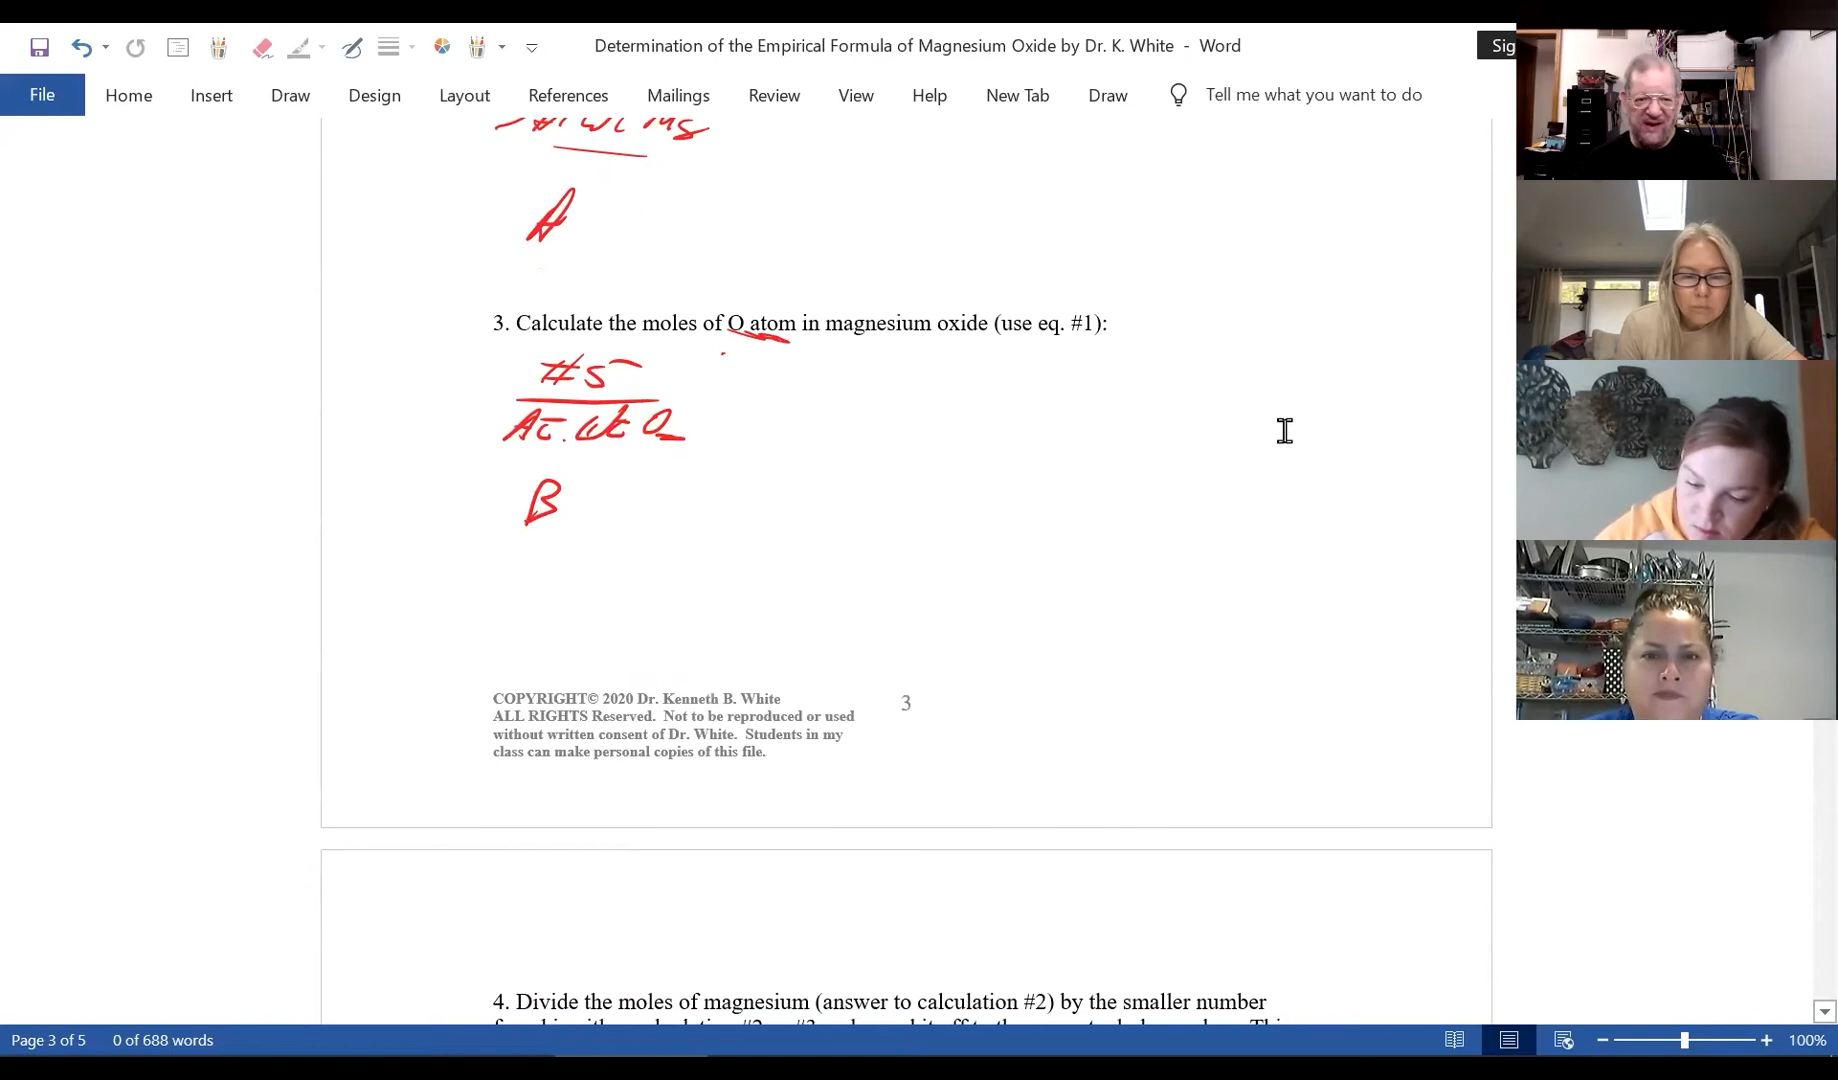 Determination of the Empirical Formula of Magnesium Oxide by Dr. K. White - Word
Sig
File Home Insert Draw Design Layout References Mailings Review View Help New Tab Draw Tell me what you want to do
At Wt Mg
A
3. Calculate the moles of O atom in magnesium oxide (use eq. #1):
#5
At. Wt O
B
COPYRIGHT© 2020 Dr. Kenneth B. White
ALL RIGHTS Reserved. Not to be reproduced or used
without written consent of Dr. White. Students in my
class can make personal copies of this file.
3
4. Divide the moles of magnesium (answer to calculation #2) by the smaller number
Page 3 of 5 0 of 688 words
100%